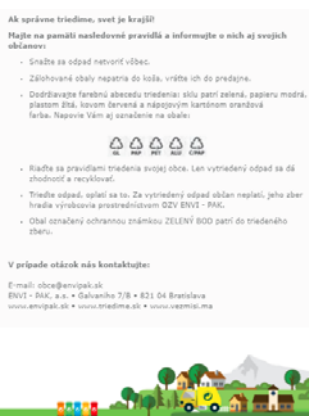 Ak správne triedime, svet je krajší!
Majte na pamäti nasledovné pravidlá a informujte o nich aj svojich
občanov:
Snažte sa odpad netvoriť vôbec.
Zálohované obaly nepatria do koša, vráťte ich do predajne.
Dodržiavajte farebnú abecedu triedenia: sklu patrí zelená, papieru modrá,
plastom žltá, kovom červená a nápojovým kartónom oranžová
farba. Napovie Vám aj označenie na obale:
GL PAP PET ALU C/PAP
Riaďte sa pravidlami triedenia svojej obce. Len vytriedený odpad sa dá
zhodnotiť a recyklovať.
Trieďte odpad, oplatí sa to. Za vytriedený odpad občan neplatí, jeho zber
hradia výrobcovia prostredníctvom OZV ENVI - PAK.
Obal označený ochrannou známkou ZELENÝ BOD patrí do triedeného
zberu.
V prípade otázok nás kontaktujte:
E-mail: obce@envipak.sk
ENVI - PAK, a.s. • Galvaniho 7/B • 821 04 Bratislava
www.envipak.sk • www.triedime.sk • www.vezmisi.ma